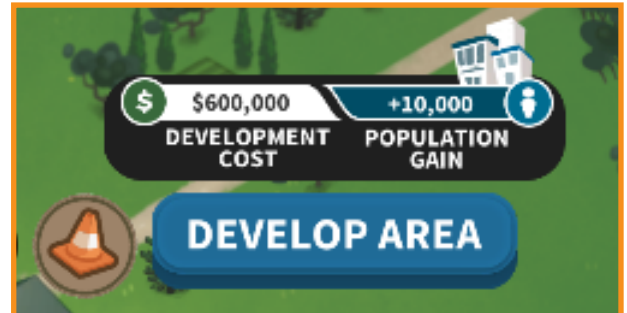 $
$600,000
+10,000
DEVELOPMENT
COST
POPULATION
GAIN
DEVELOP AREA